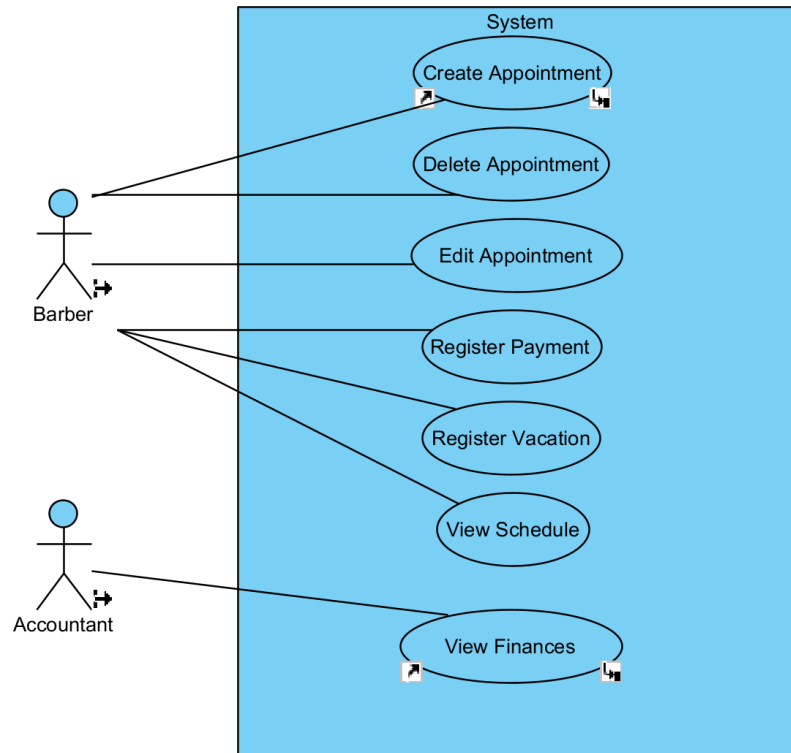 System
Create Appointment
Delete Appointment
Edit Appointment
Barber
Register Payment
Register Vacation
View Schedule
Accountant
View Finances